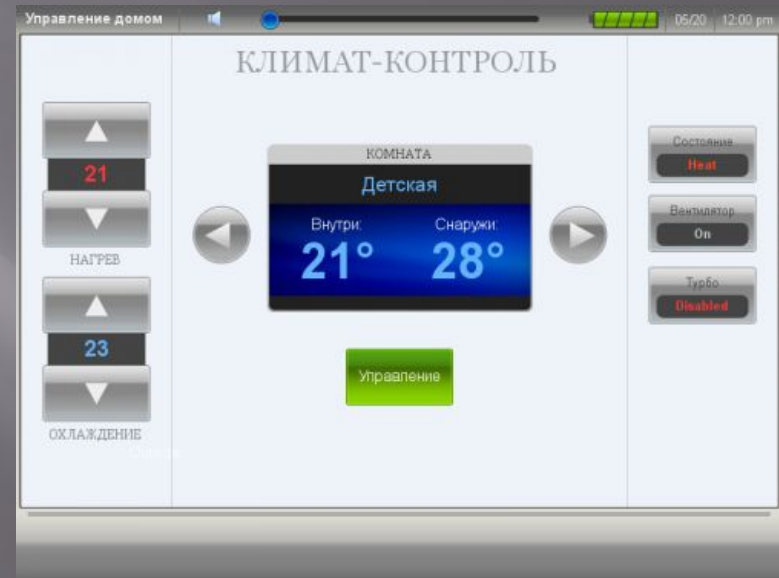 Управление домом
05/20 12:00 pm
КЛИМАТ-КОНТРОЛЬ
21
НАГРЕВ
23
ОХЛАЖДЕНИЕ
КОМНАТА
Детская
Внутри: Снаружи:
21° 28°
Управление
Состояние
Heat
Вентилятор
On
Турбо
Disabled